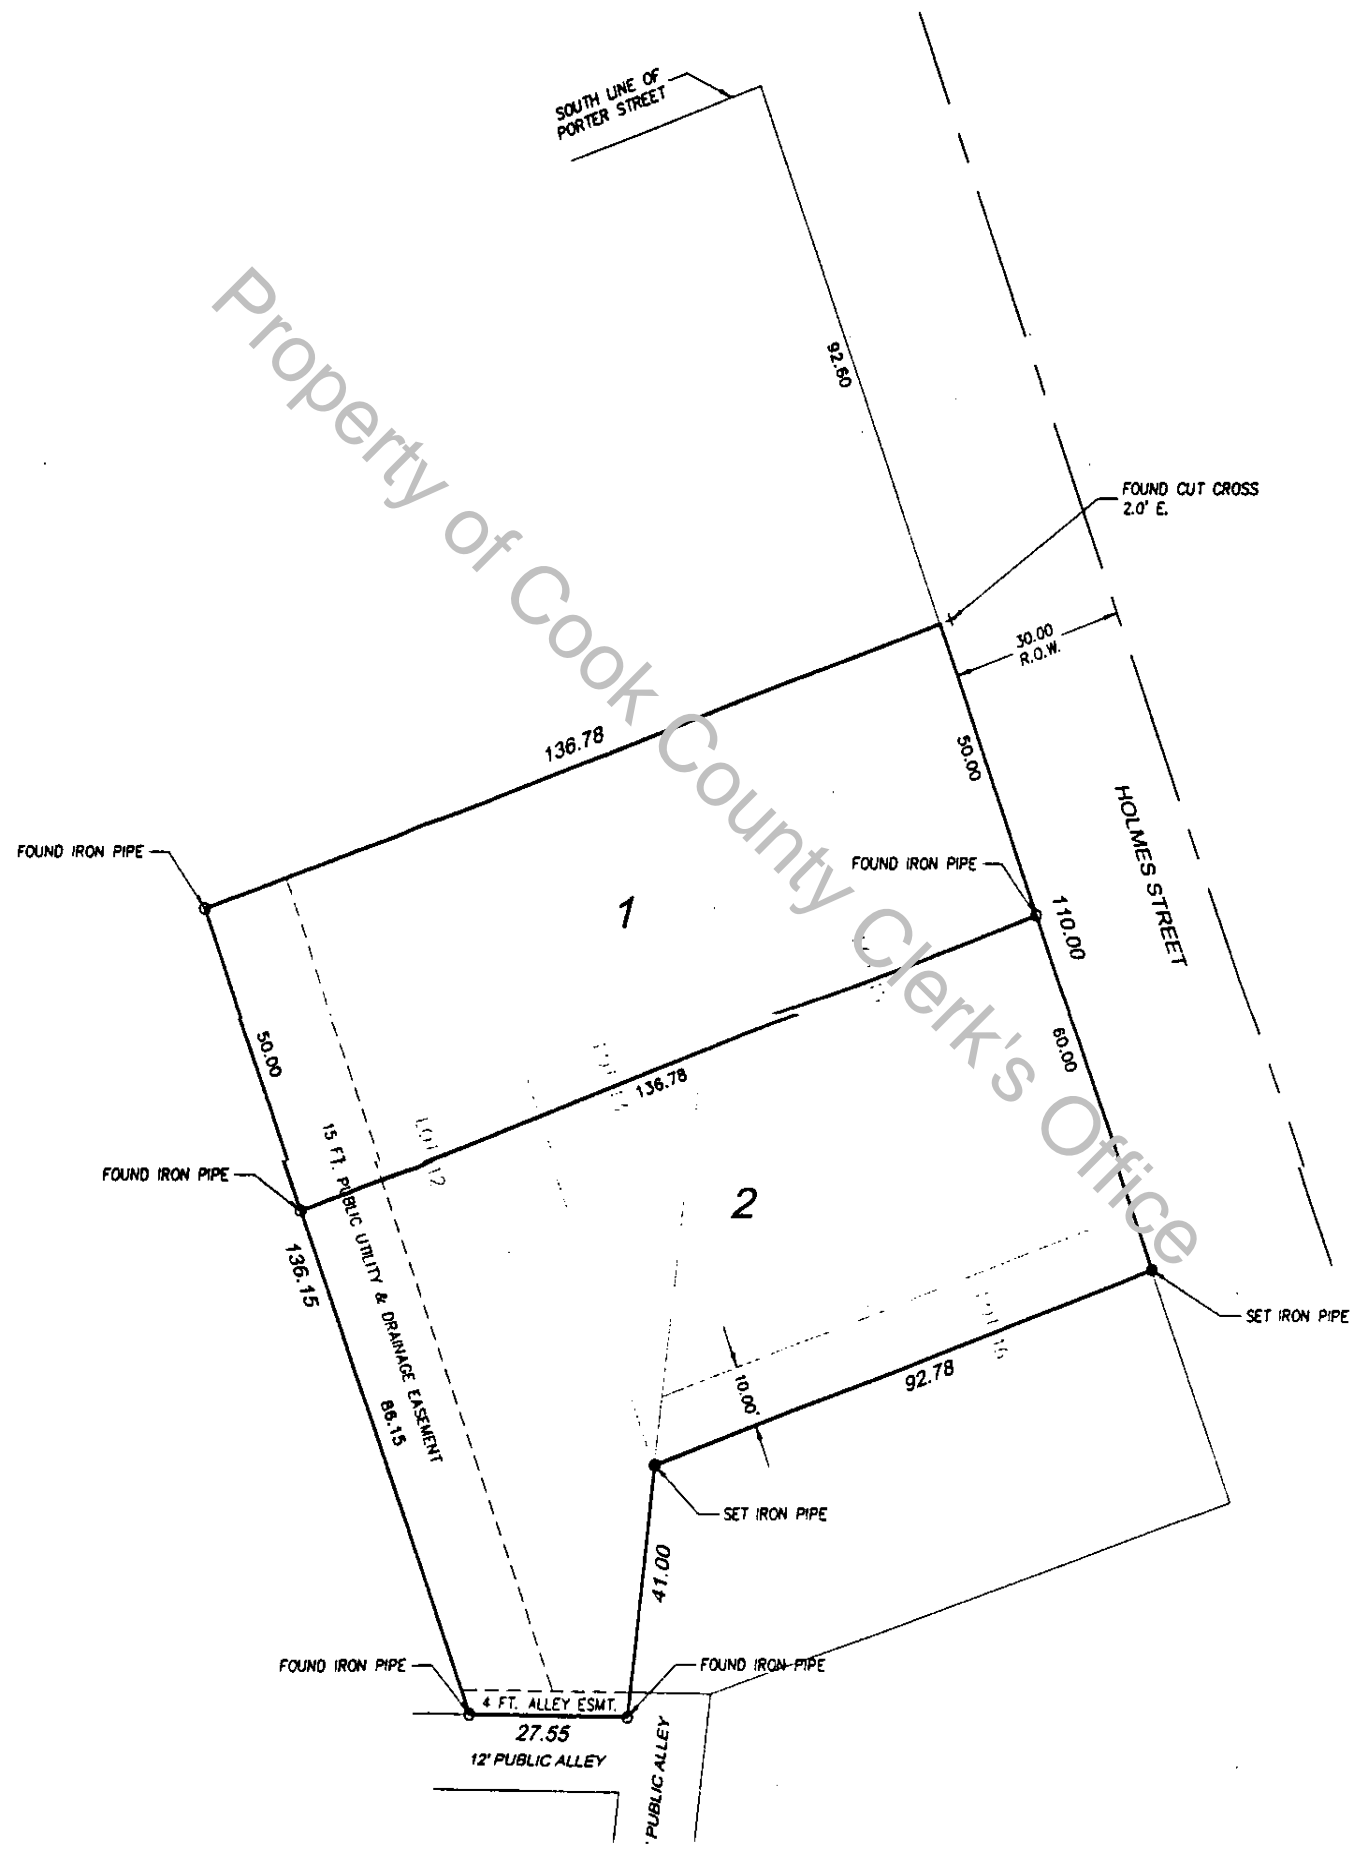 SOUTH LINE OF
PORTER STREET
92.60
FOUND CUT CROSS
2.0' E.
30.00
R.O.W.
136.78
50.00
HOLMES STREET
FOUND IRON PIPE
FOUND IRON PIPE
1
110.00
50.00
60.00
136.78
15 FT. PUBLIC UTILITY & DRAINAGE EASEMENT
LOT 12
FOUND IRON PIPE
2
136.15
SET IRON PIPE
LOT 16
92.78
10.00'
86.15
SET IRON PIPE
41.00
FOUND IRON PIPE
FOUND IRON PIPE
4 FT. ALLEY ESMT.
27.55
12' PUBLIC ALLEY
' PUBLIC ALLEY
Property of Cook County Clerk's Office